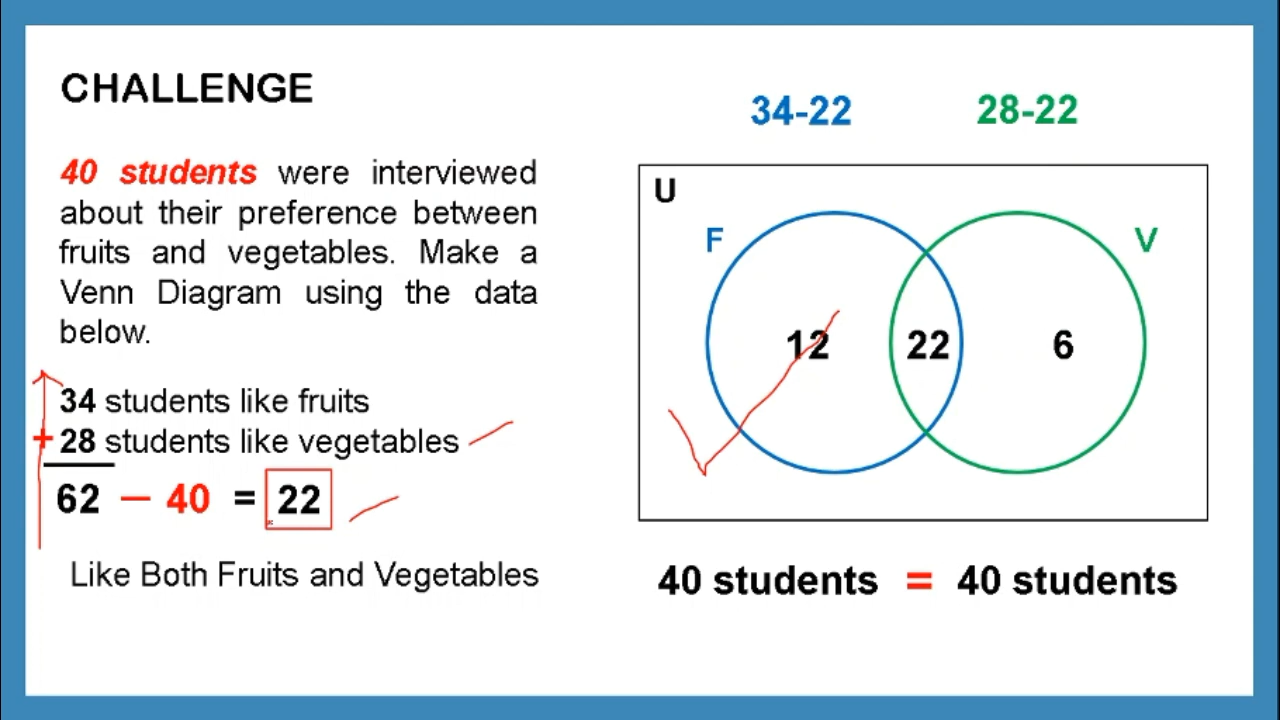 CHALLENGE
40 students were interviewed
about their preference between
fruits and vegetables. Make a
Venn Diagram using the data
below.
34 students like fruits
+ 28 students like vegetables
62 – 40 = 22
Like Both Fruits and Vegetables
34-22 28-22
U
F V
12 22 6
40 students = 40 students